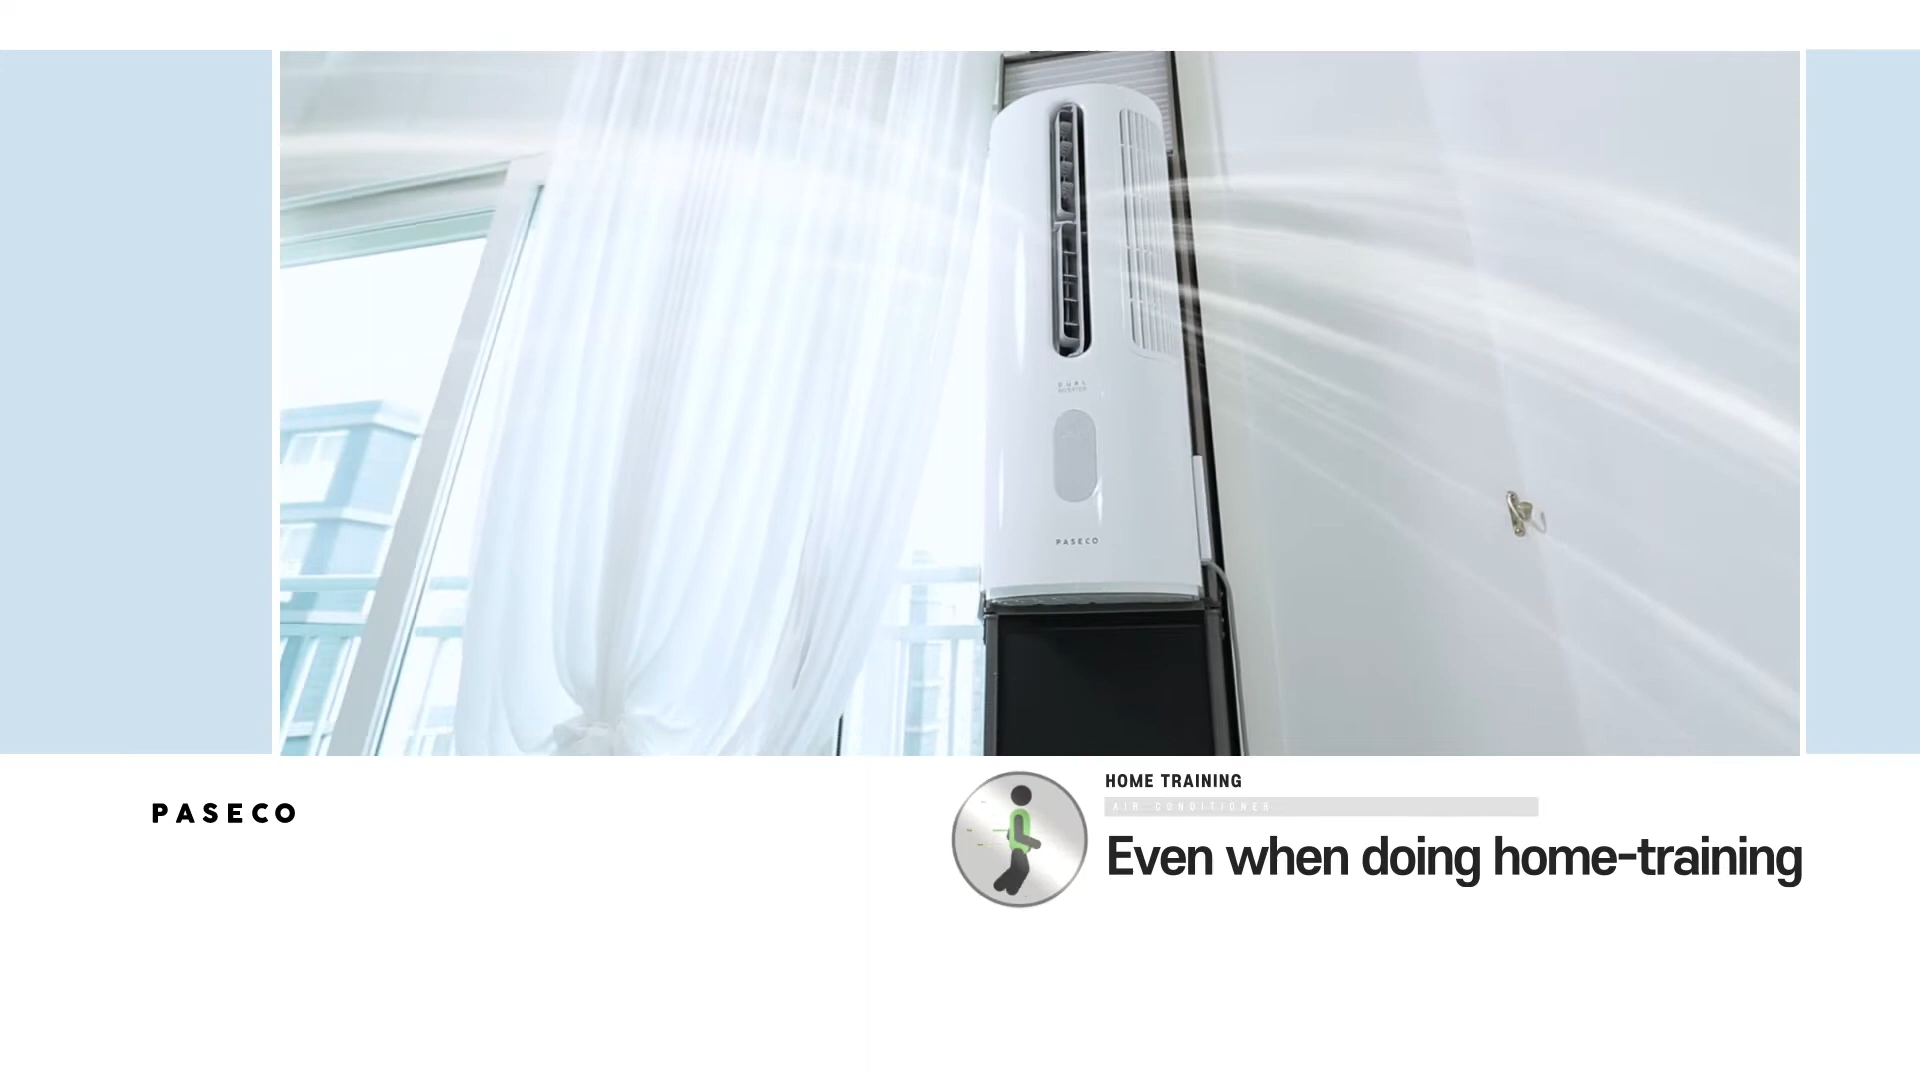 DUAL
INVERTER
PASECO
PASECO
HOME TRAINING
AIR CONDITIONER
Even when doing home-training